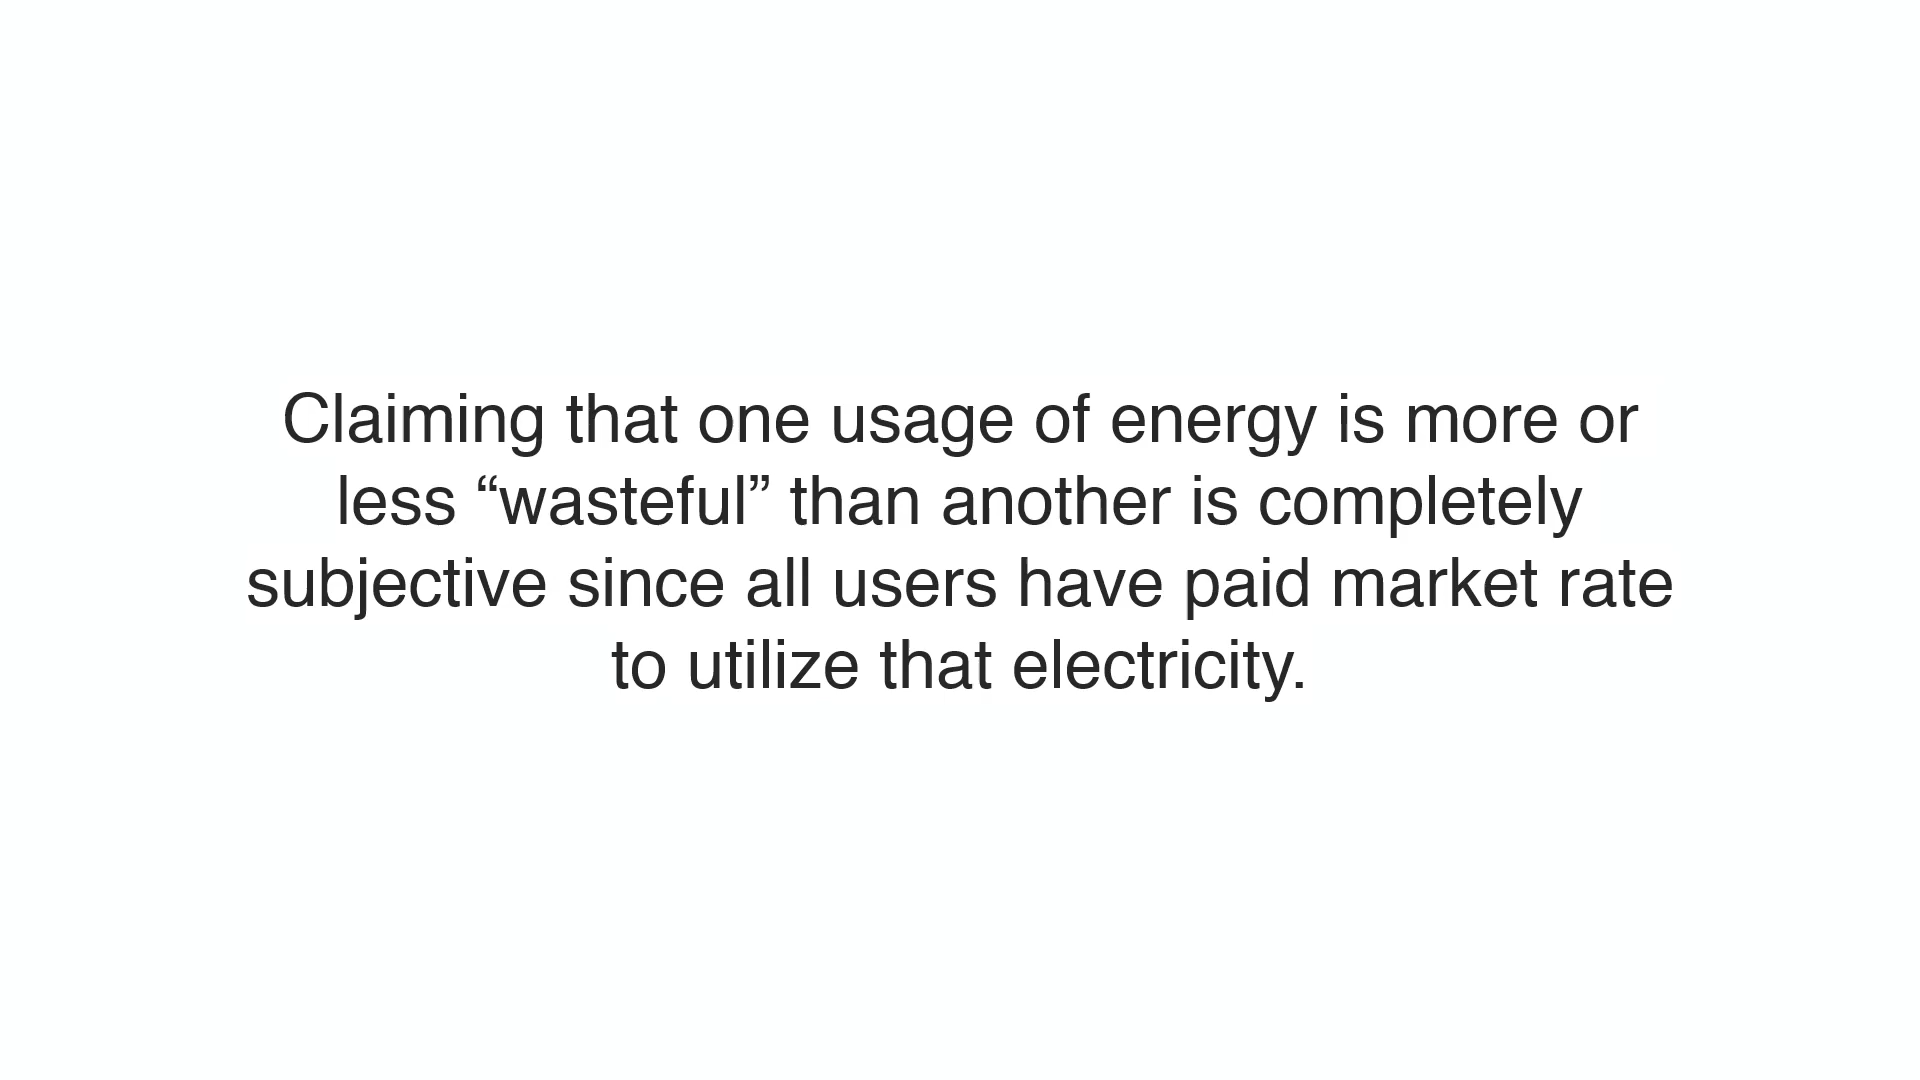 Claiming that one usage of energy is more or
less “wasteful” than another is completely
subjective since all users have paid market rate
to utilize that electricity.